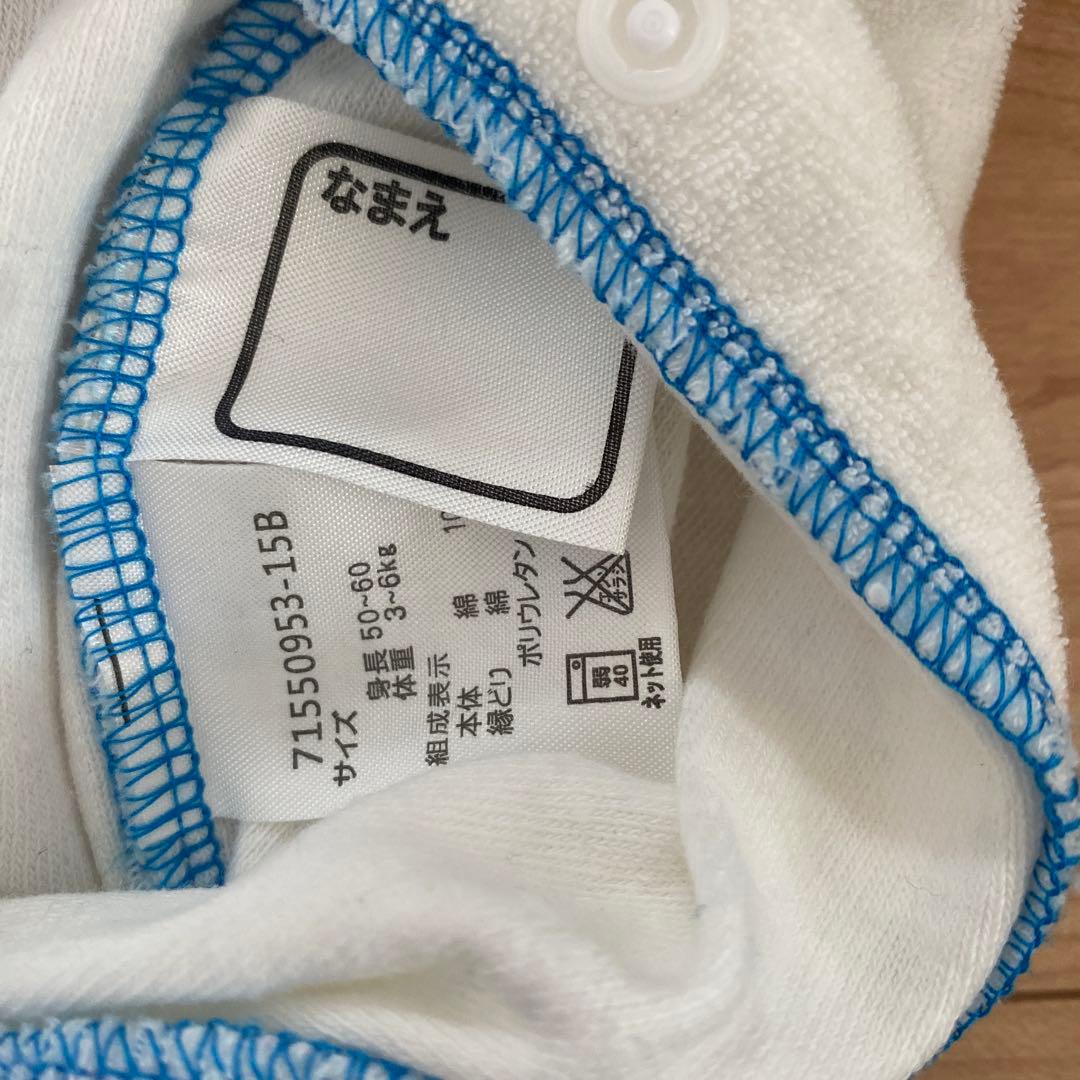 なまえ
71550953-15B
サイズ
身長 50~60
体重 3~6kg
組成表示
本体 綿 10
縁どり 綿
ポリウレタン
弱
40
ネット使用